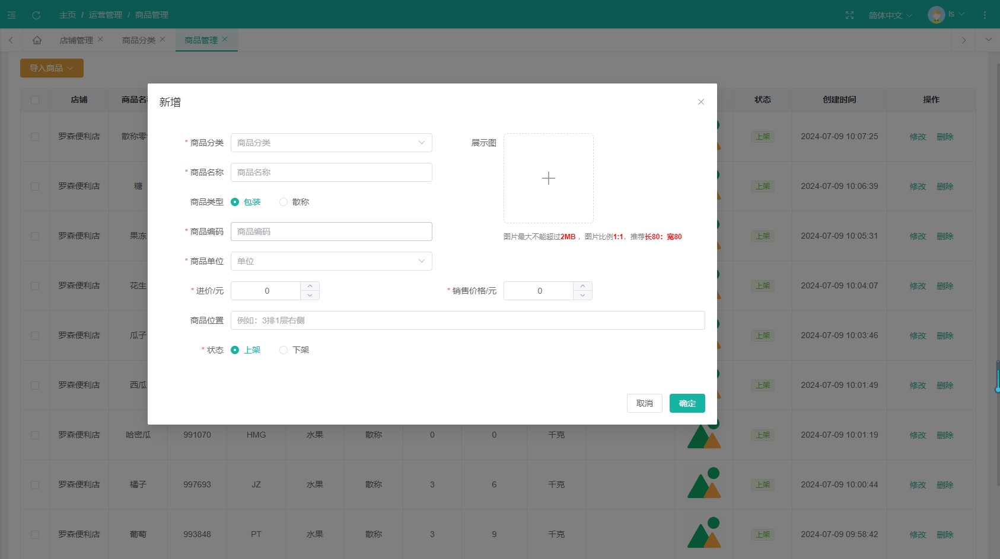 主页 / 运营管理 / 商品管理
简体中文
ls
店铺管理
商品分类
商品管理
导入商品
店铺 商品名 状态 创建时间 操作
新增
罗森便利店 散称零 上架 2024-07-09 10:07:25 修改 删除
* 商品分类 商品分类
展示图
* 商品名称 商品名称
罗森便利店 糖 上架 2024-07-09 10:06:39 修改 删除
商品类型 包装 散称
* 商品编码 商品编码
图片最大不能超过2MB ，图片比例1:1，推荐长80：宽80
罗森便利店 果冻 上架 2024-07-09 10:05:31 修改 删除
* 商品单位 单位
罗森便利店 花生 上架 2024-07-09 10:04:07 修改 删除
* 进价/元 0
* 销售价格/元 0
商品位置 例如：3排1层右侧
罗森便利店 瓜子 上架 2024-07-09 10:03:46 修改 删除
* 状态 上架 下架
罗森便利店 西瓜 上架 2024-07-09 10:01:49 修改 删除
取消 确定
罗森便利店 哈密瓜 991070 HMG 水果 散称 0 0 千克 上架 2024-07-09 10:01:19 修改 删除
罗森便利店 橘子 997693 JZ 水果 散称 3 6 千克 上架 2024-07-09 10:00:44 修改 删除
罗森便利店 葡萄 993848 PT 水果 散称 3 9 千克 上架 2024-07-09 09:58:42 修改 删除